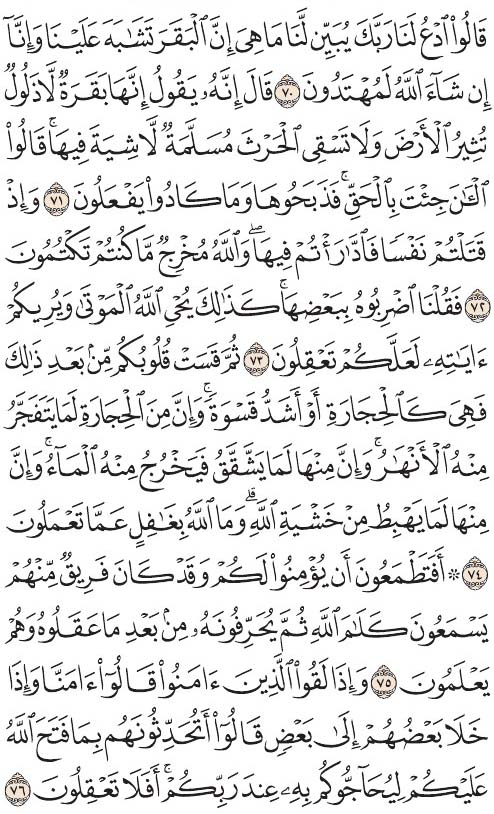 قَالُواْ ٱدۡعُ لَنَا رَبَّكَ يُبَيِّن لَّنَا مَا هِيَ إِنَّ ٱلۡبَقَرَ تَشَٰبَهَ عَلَيۡنَا وَإِنَّآ
إِن شَآءَ ٱللَّهُ لَمُهۡتَدُونَ ٧٠ قَالَ إِنَّهُۥ يَقُولُ إِنَّهَا بَقَرَةٞ لَّا ذَلُولٞ
تُثِيرُ ٱلۡأَرۡضَ وَلَا تَسۡقِي ٱلۡحَرۡثَ مُسَلَّمَةٞ لَّا شِيَةَ فِيهَاۚ قَالُواْ
ٱلۡـَٰٔنَ جِئۡتَ بِٱلۡحَقِّۚ فَذَبَحُوهَا وَمَا كَادُواْ يَفۡعَلُونَ ٧١ وَإِذۡ
قَتَلۡتُمۡ نَفۡسٗا فَٱدَّٰرَٰٔتُمۡ فِيهَاۖ وَٱللَّهُ مُخۡرِجٞ مَّا كُنتُمۡ تَكۡتُمُونَ
٧٢ فَقُلۡنَا ٱضۡرِبُوهُ بِبَعۡضِهَاۚ كَذَٰلِكَ يُحۡيِ ٱللَّهُ ٱلۡمَوۡتَىٰ وَيُرِيكُمۡ
ءَايَٰتِهِۦ لَعَلَّكُمۡ تَعۡقِلُونَ ٧٣ ثُمَّ قَسَتۡ قُلُوبُكُم مِّنۢ بَعۡدِ ذَٰلِكَ
فَهِيَ كَٱلۡحِجَارَةِ أَوۡ أَشَدُّ قَسۡوَةٗۚ وَإِنَّ مِنَ ٱلۡحِجَارَةِ لَمَا يَتَفَجَّرُ
مِنۡهُ ٱلۡأَنۡهَٰرُۚ وَإِنَّ مِنۡهَا لَمَا يَشَّقَّقُ فَيَخۡرُجُ مِنۡهُ ٱلۡمَآءُۚ وَإِنَّ
مِنۡهَا لَمَا يَهۡبِطُ مِنۡ خَشۡيَةِ ٱللَّهِۗ وَمَا ٱللَّهُ بِغَٰفِلٍ عَمَّا تَعۡمَلُونَ
٧٤ ۞ أَفَتَطۡمَعُونَ أَن يُؤۡمِنُواْ لَكُمۡ وَقَدۡ كَانَ فَرِيقٞ مِّنۡهُمۡ
يَسۡمَعُونَ كَلَٰمَ ٱللَّهِ ثُمَّ يُحَرِّفُونَهُۥ مِنۢ بَعۡدِ مَا عَقَلُوهُ وَهُمۡ
يَعۡلَمُونَ ٧٥ وَإِذَا لَقُواْ ٱلَّذِينَ ءَامَنُواْ قَالُوٓاْ ءَامَنَّا وَإِذَا
خَلَا بَعۡضُهُمۡ إِلَىٰ بَعۡضٖ قَالُوٓاْ أَتُحَدِّثُونَهُم بِمَا فَتَحَ ٱللَّهُ
عَلَيۡكُمۡ لِيُحَآجُّوكُم بِهِۦ عِندَ رَبِّكُمۡۚ أَفَلَا تَعۡقِلُونَ ٧٦